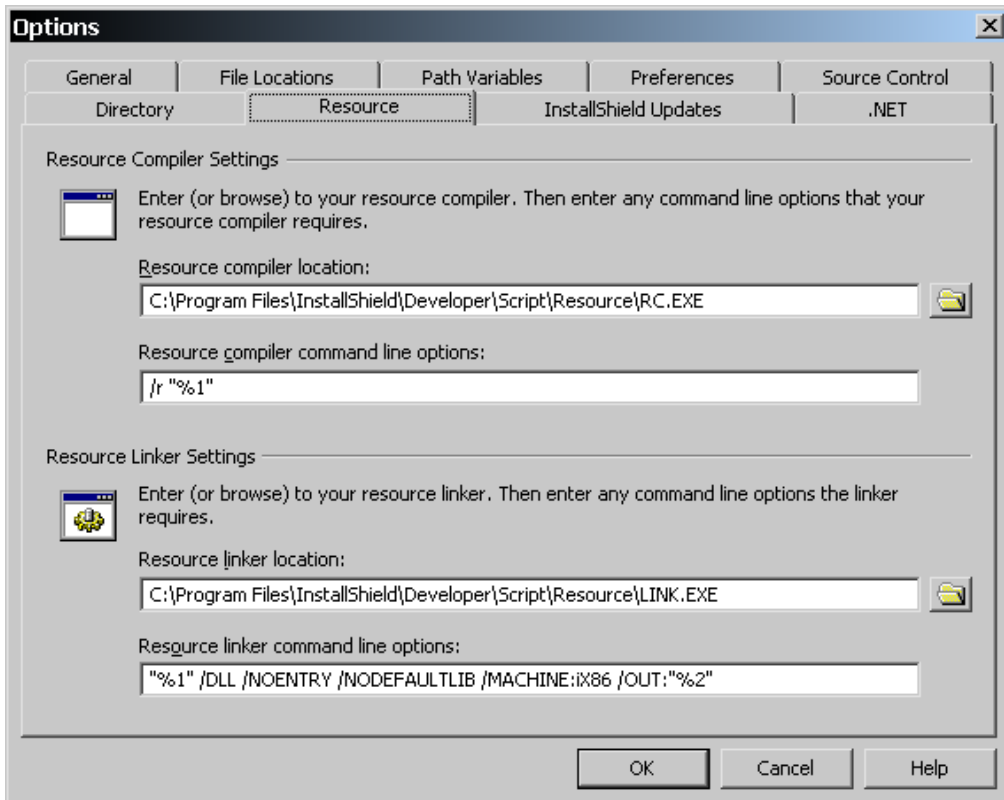 Options
General File Locations Path Variables Preferences Source Control
Directory Resource InstallShield Updates .NET
Resource Compiler Settings
Enter (or browse) to your resource compiler. Then enter any command line options that your
resource compiler requires.
Resource compiler location:
C:\Program Files\InstallShield\Developer\Script\Resource\RC.EXE
Resource compiler command line options:
/r "%1"
Resource Linker Settings
Enter (or browse) to your resource linker. Then enter any command line options the linker
requires.
Resource linker location:
C:\Program Files\InstallShield\Developer\Script\Resource\LINK.EXE
Resource linker command line options:
"%1" /DLL /NOENTRY /NODEFAULTLIB /MACHINE:iX86 /OUT:"%2"
OK Cancel Help